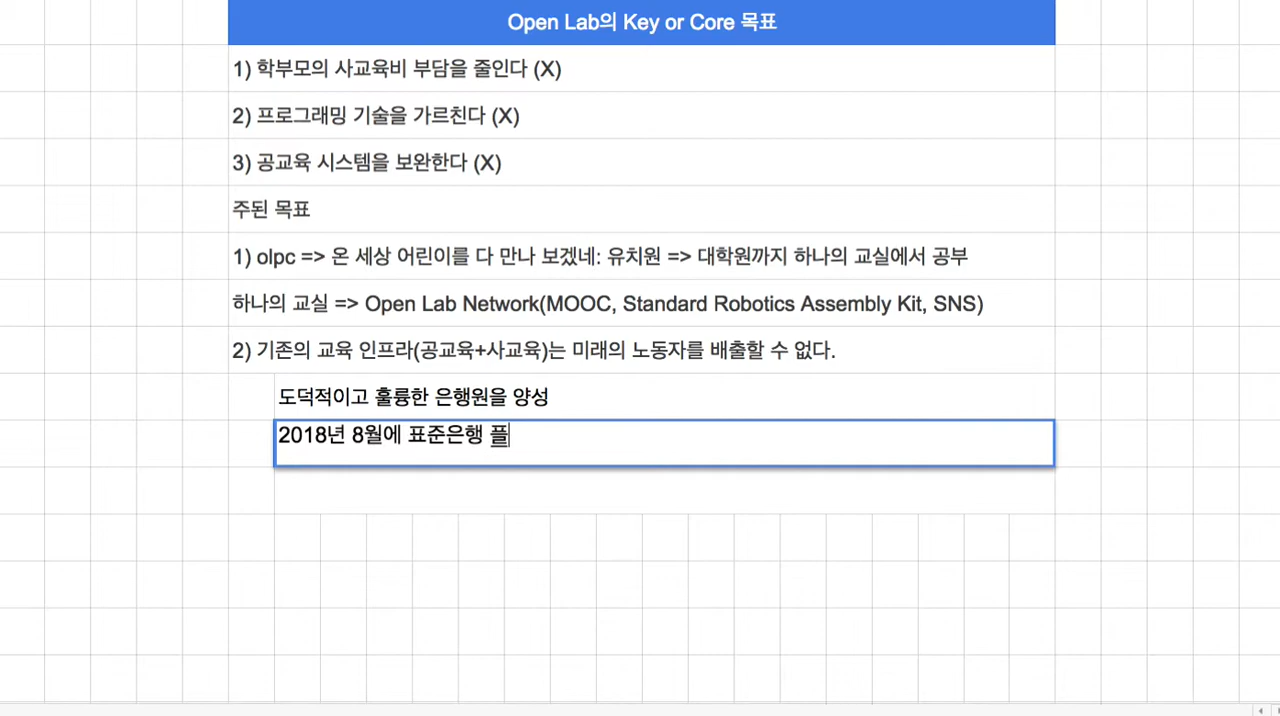 Open Lab의 Key or Core 목표
1) 학부모의 사교육비 부담을 줄인다 (X)
2) 프로그래밍 기술을 가르친다 (X)
3) 공교육 시스템을 보완한다 (X)
주된 목표
1) olpc => 온 세상 어린이를 다 만나 보겠네: 유치원 => 대학원까지 하나의 교실에서 공부
하나의 교실 => Open Lab Network(MOOC, Standard Robotics Assembly Kit, SNS)
2) 기존의 교육 인프라(공교육+사교육)는 미래의 노동자를 배출할 수 없다.
도덕적이고 훌륭한 은행원을 양성
2018년 8월에 표준은행 플